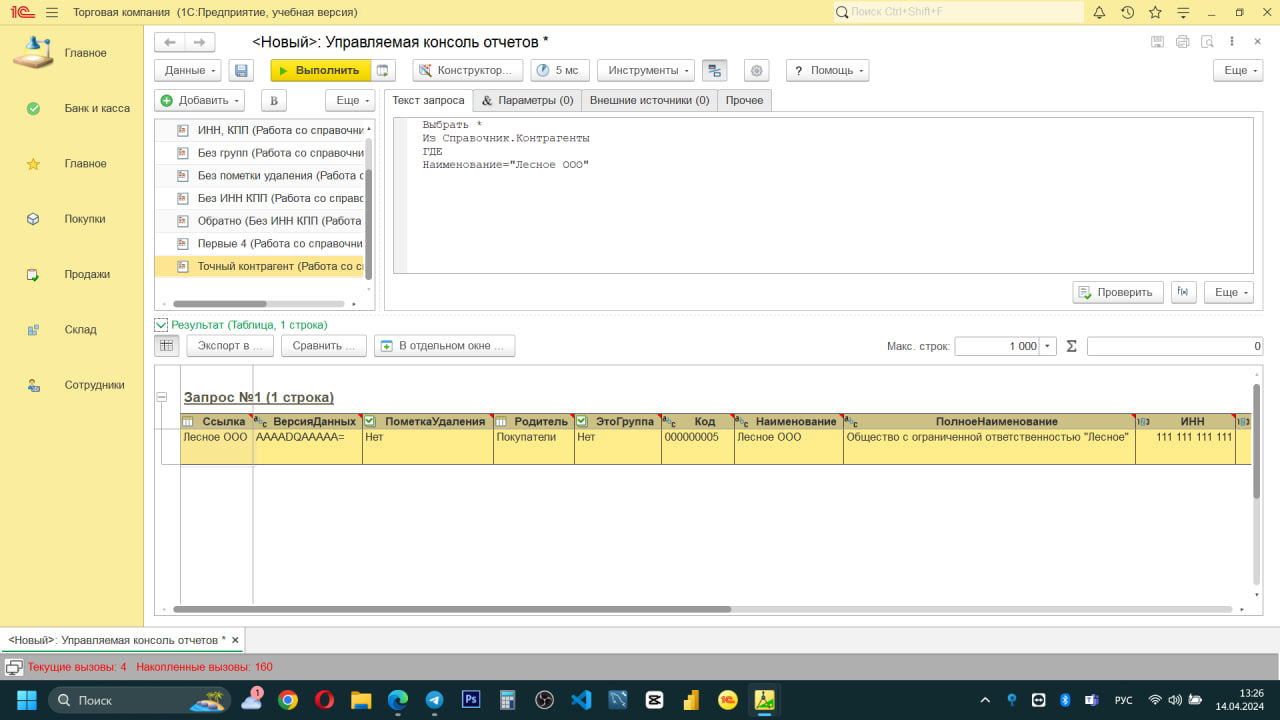 1С Торговая компания (1С:Предприятие, учебная версия)
Поиск Ctrl+Shift+F
Главное
Банк и касса
Главное
Покупки
Продажи
Склад
Сотрудники
<Новый>: Управляемая консоль отчетов *
Данные
Выполнить
Конструктор...
5 мс
Инструменты
? Помощь
Еще
Добавить
В
Еще
ИНН, КПП (Работа со справочни
Без групп (Работа со справочни
Без пометки удаления (Работа с
Без ИНН КПП (Работа со справо
Обратно (Без ИНН КПП (Работа
Первые 4 (Работа со справочни
Точный контрагент (Работа со с
Текст запроса
& Параметры (0)
Внешние источники (0)
Прочее
Выбрать *
Из Справочник.Контрагенты
ГДЕ
Наименование="Лесное ООО"
Проверить
f(x)
Еще
Результат (Таблица, 1 строка)
Экспорт в ...
Сравнить ...
В отдельном окне ...
Макс. строк: 1 000
Σ 0
Запрос №1 (1 строка)
Ссылка ВерсияДанных ПометкаУдаления Родитель ЭтоГруппа Код Наименование ПолноеНаименование ИНН
Лесное ООО AAAADQAAAAA= Нет Покупатели Нет 000000005 Лесное ООО Общество с ограниченной ответственностью "Лесное" 111 111 111 111
<Новый>: Управляемая консоль отчетов * ×
Текущие вызовы: 4 Накопленные вызовы: 160
Поиск
1
Ps
РУС
13:26
14.04.2024